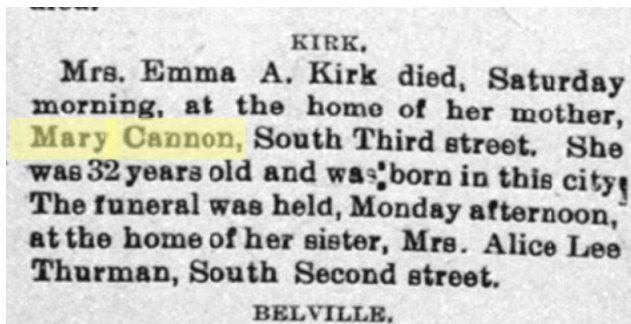 KIRK.
Mrs. Emma A. Kirk died, Saturday
morning, at the home of her mother,
Mary Cannon, South Third street. She
was 32 years old and was born in this city
The funeral was held, Monday afternoon,
at the home of her sister, Mrs. Alice Lee
Thurman, South Second street.
BELVILLE.